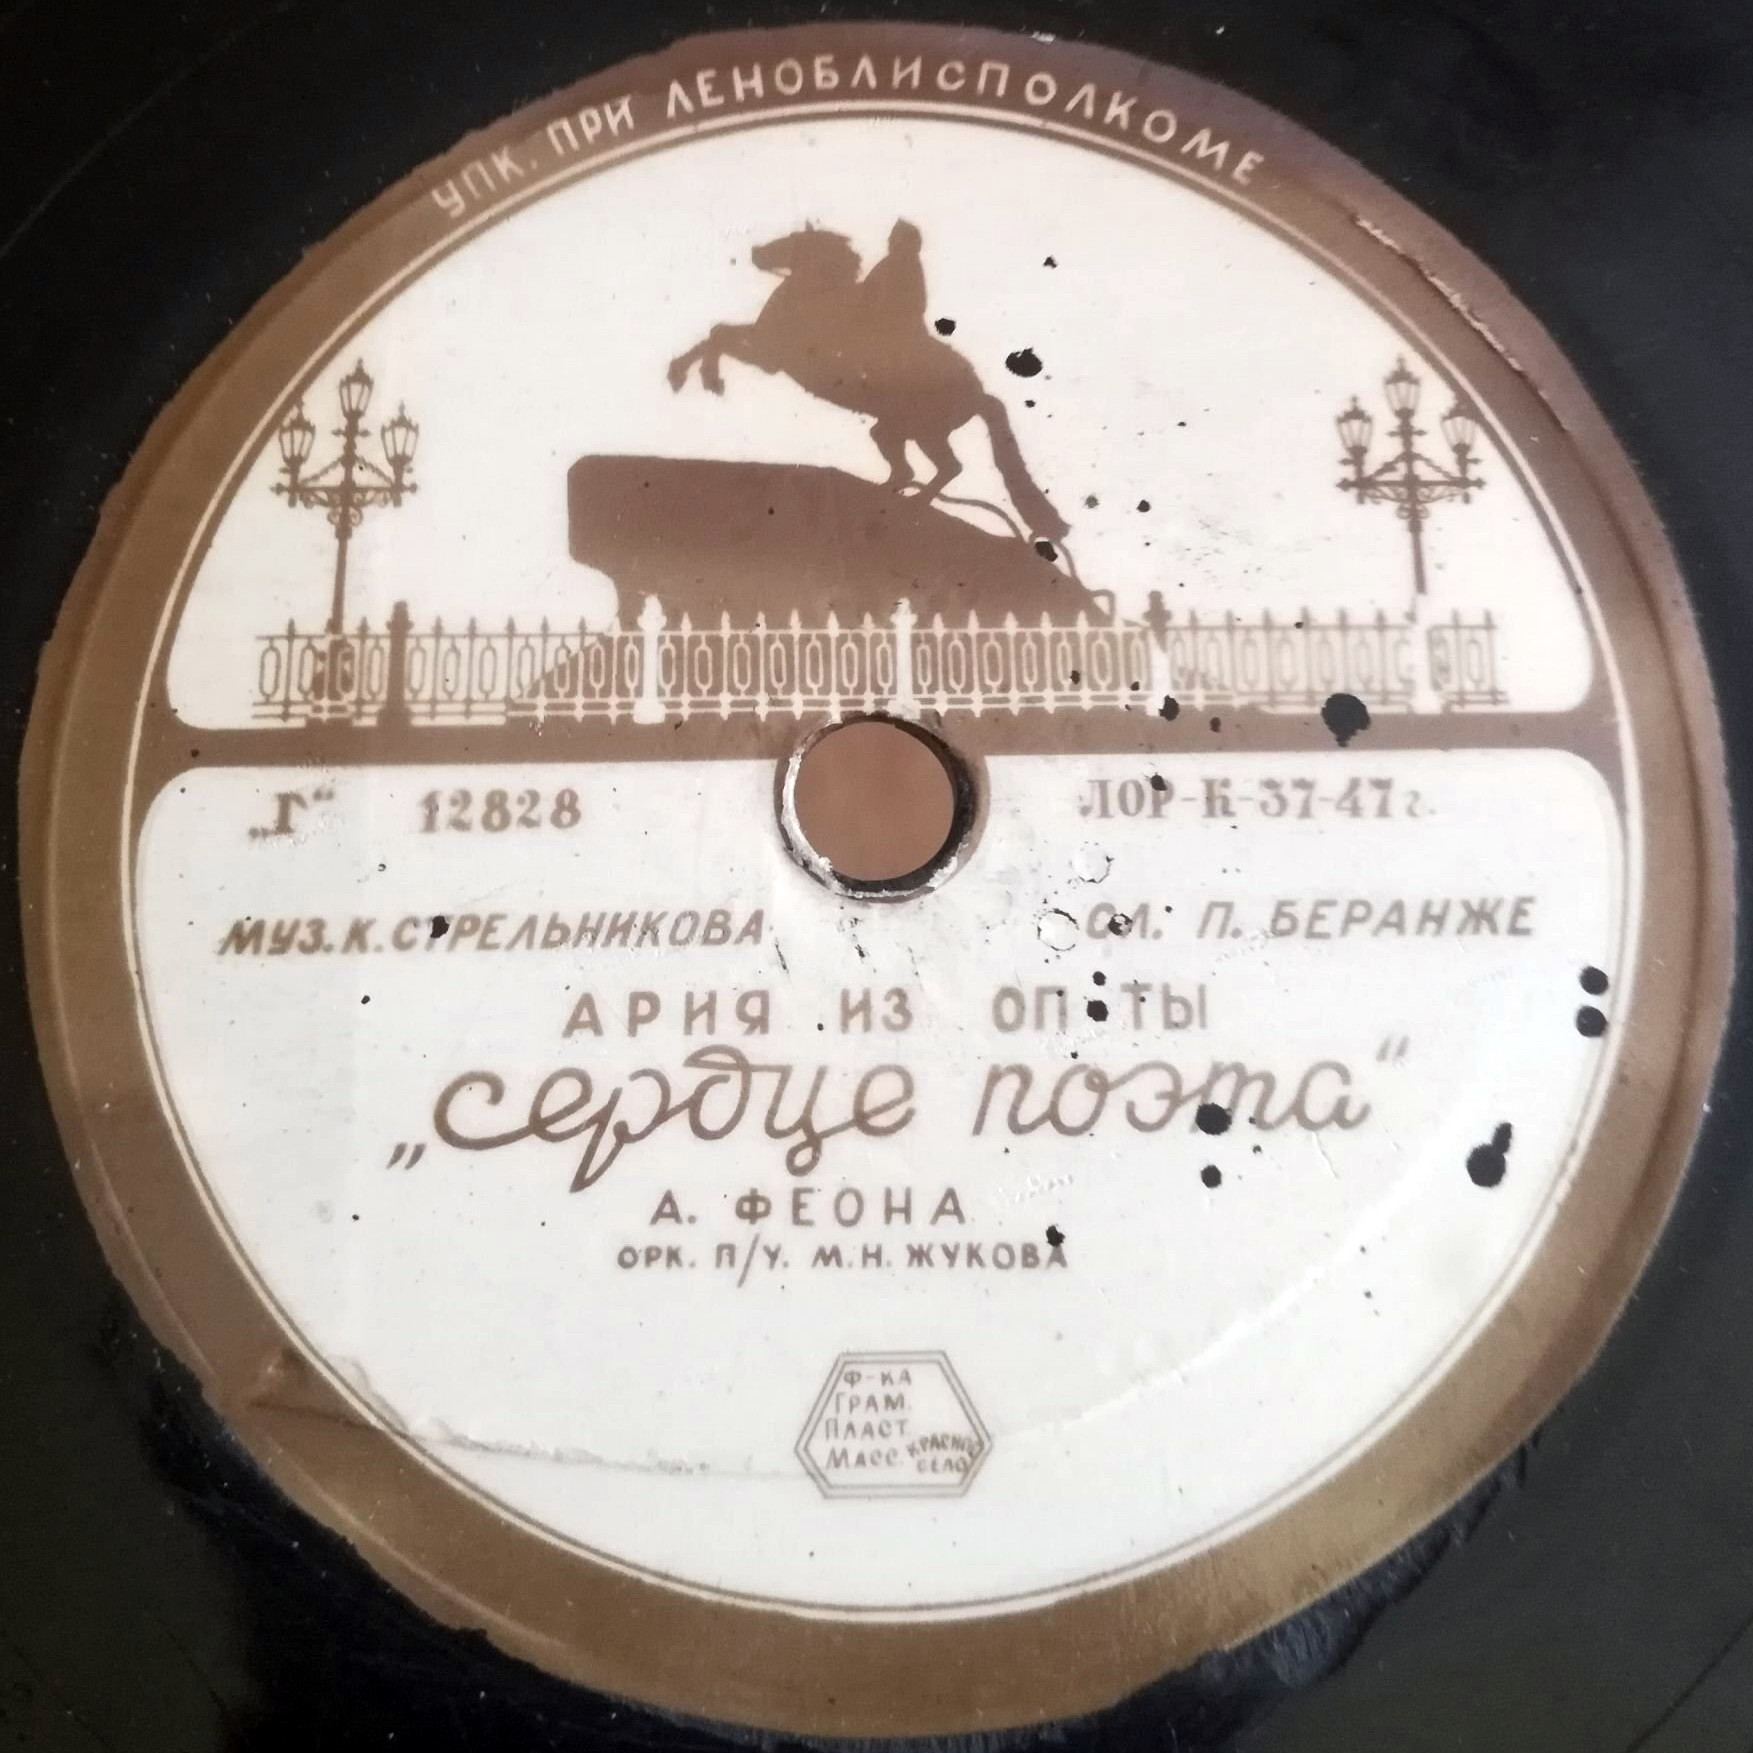 УПК. ПРИ ЛЕНОБЛИСПОЛКОМЕ
„Г“ 12828 ЛОР-К-37-47г.
МУЗ. К. СТРЕЛЬНИКОВА СЛ. П. БЕРАНЖЕ
АРИЯ ИЗ
„сердце поэта“
А. ФЕОНА
ОРК. П/У. М.Н. ЖУКОВА
Ф-КА
ГРАМ.
ПЛАСТ
МАСС. КРАСНОЕ
СЕЛО